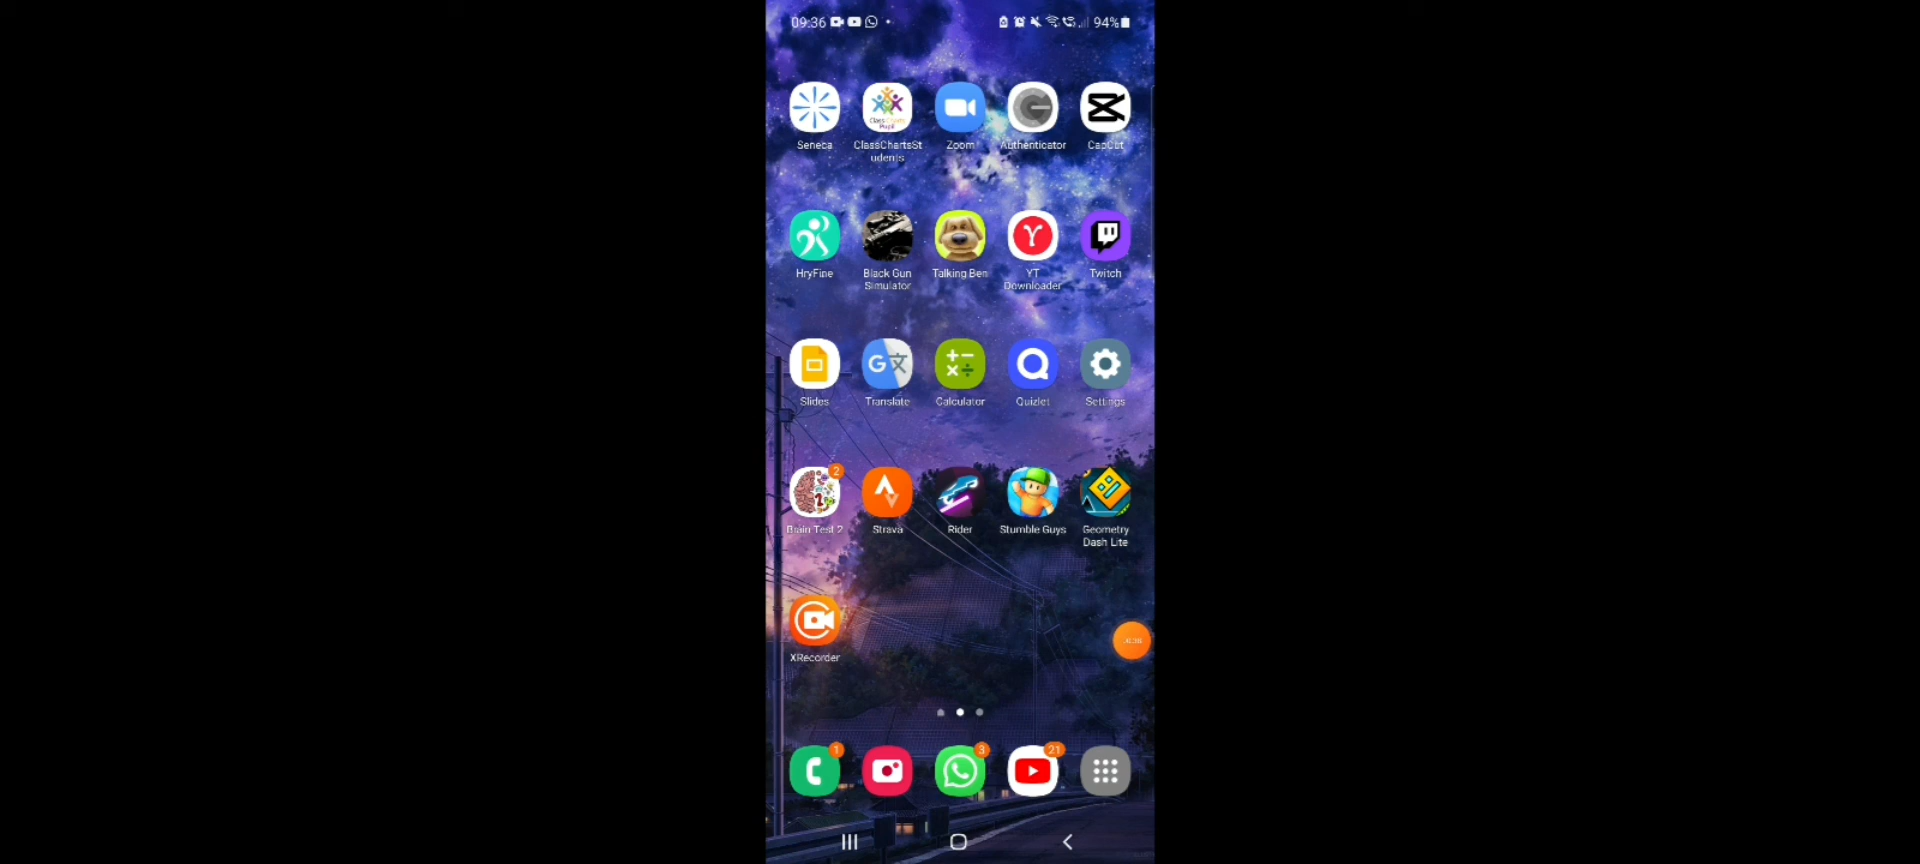 09:36
94%
Seneca
ClassChartsSt
udents
Zoom
Authenticator
CapCut
HryFine
Black Gun
Simulator
Talking Ben
YT
Downloader
Twitch
Slides
Translate
Calculator
Quizlet
Settings
2
Brain Test 2
Strava
Rider
Stumble Guys
Geometry
Dash Lite
XRecorder
1
3
21